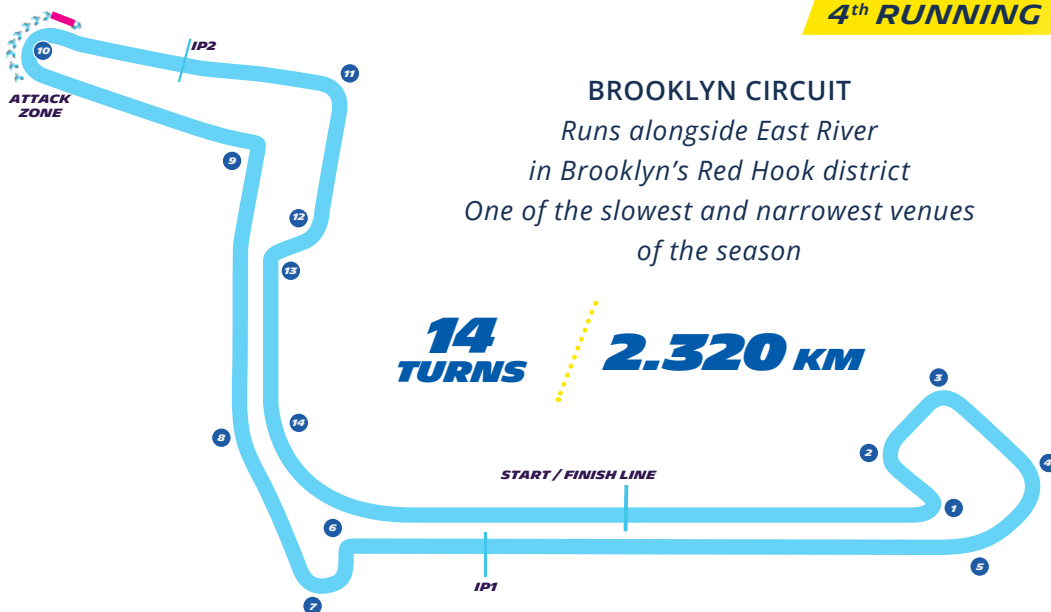 4th RUNNING
BROOKLYN CIRCUIT
Runs alongside East River
in Brooklyn's Red Hook district
One of the slowest and narrowest venues
of the season
14
TURNS
2.320 KM
10
IP2
11
ATTACK
ZONE
9
12
13
3
14
8
2
4
START / FINISH LINE
1
6
5
IP1
7